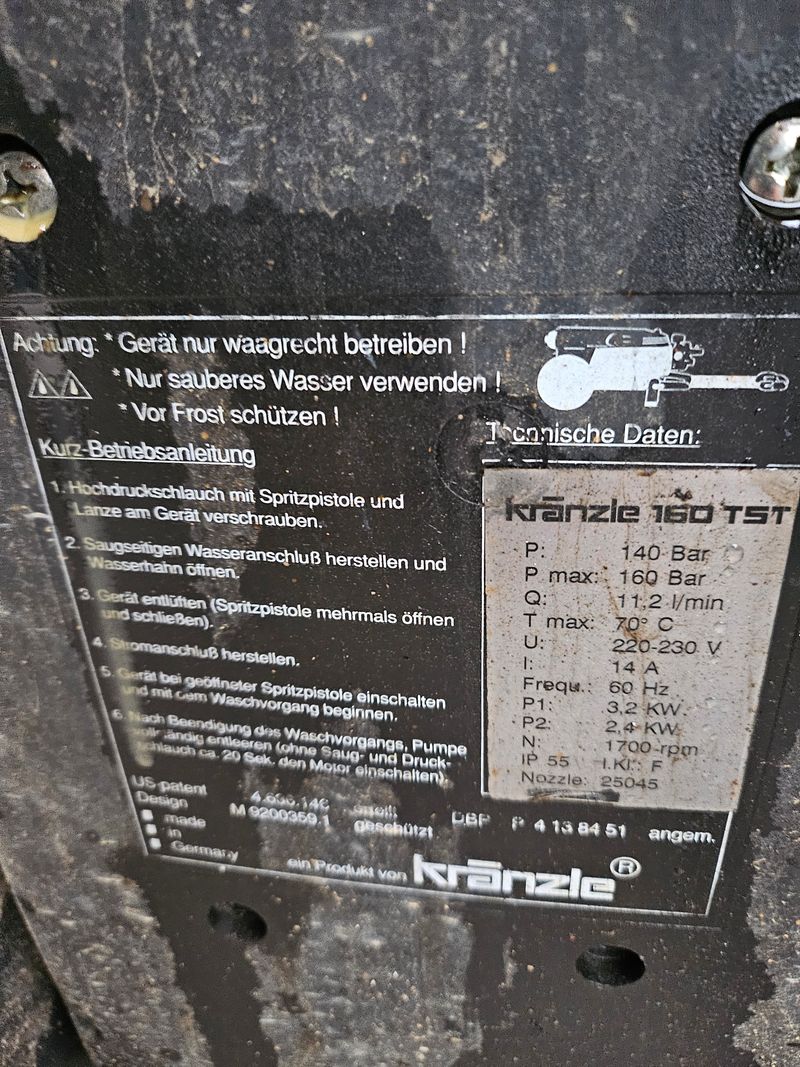 Achtung: * Gerät nur waagrecht betreiben !
* Nur sauberes Wasser verwenden !
* Vor Frost schützen !
Kurz-Betriebsanleitung
1. Hochdruckschlauch mit Spritzpistole und
Lanze am Gerät verschrauben.
2. Saugseitigen Wasseranschluß herstellen und
Wasserhahn öffnen.
3. Gerät entlüften (Spritzpistole mehrmals öffnen
und schließen).
4. Stromanschluß herstellen.
5. Gerät bei geöffneter Spritzpistole einschalten
und mit dem Waschvorgang beginnen.
6. Nach Beendigung des Waschvorgangs, Pumpe
vollständig entleeren (ohne Saug- und Druck-
schlauch ca. 20 Sek. den Motor einschalten).
Technische Daten:
kränzle 160 TST
P: 140 Bar
P max: 160 Bar
Q: 11,2 l/min
T max: 70° C
U: 220-230 V
I: 14 A
Frequ.: 60 Hz
P1: 3,2 KW
P2: 2,4 KW
N: 1700 rpm
IP 55 I.Kl.: F
Nozzle: 25045
US-patent
Design M 9200359.1 geschützt DBP P 4 13 84 51 angem.
made
in
Germany
ein Produkt von kränzle ®